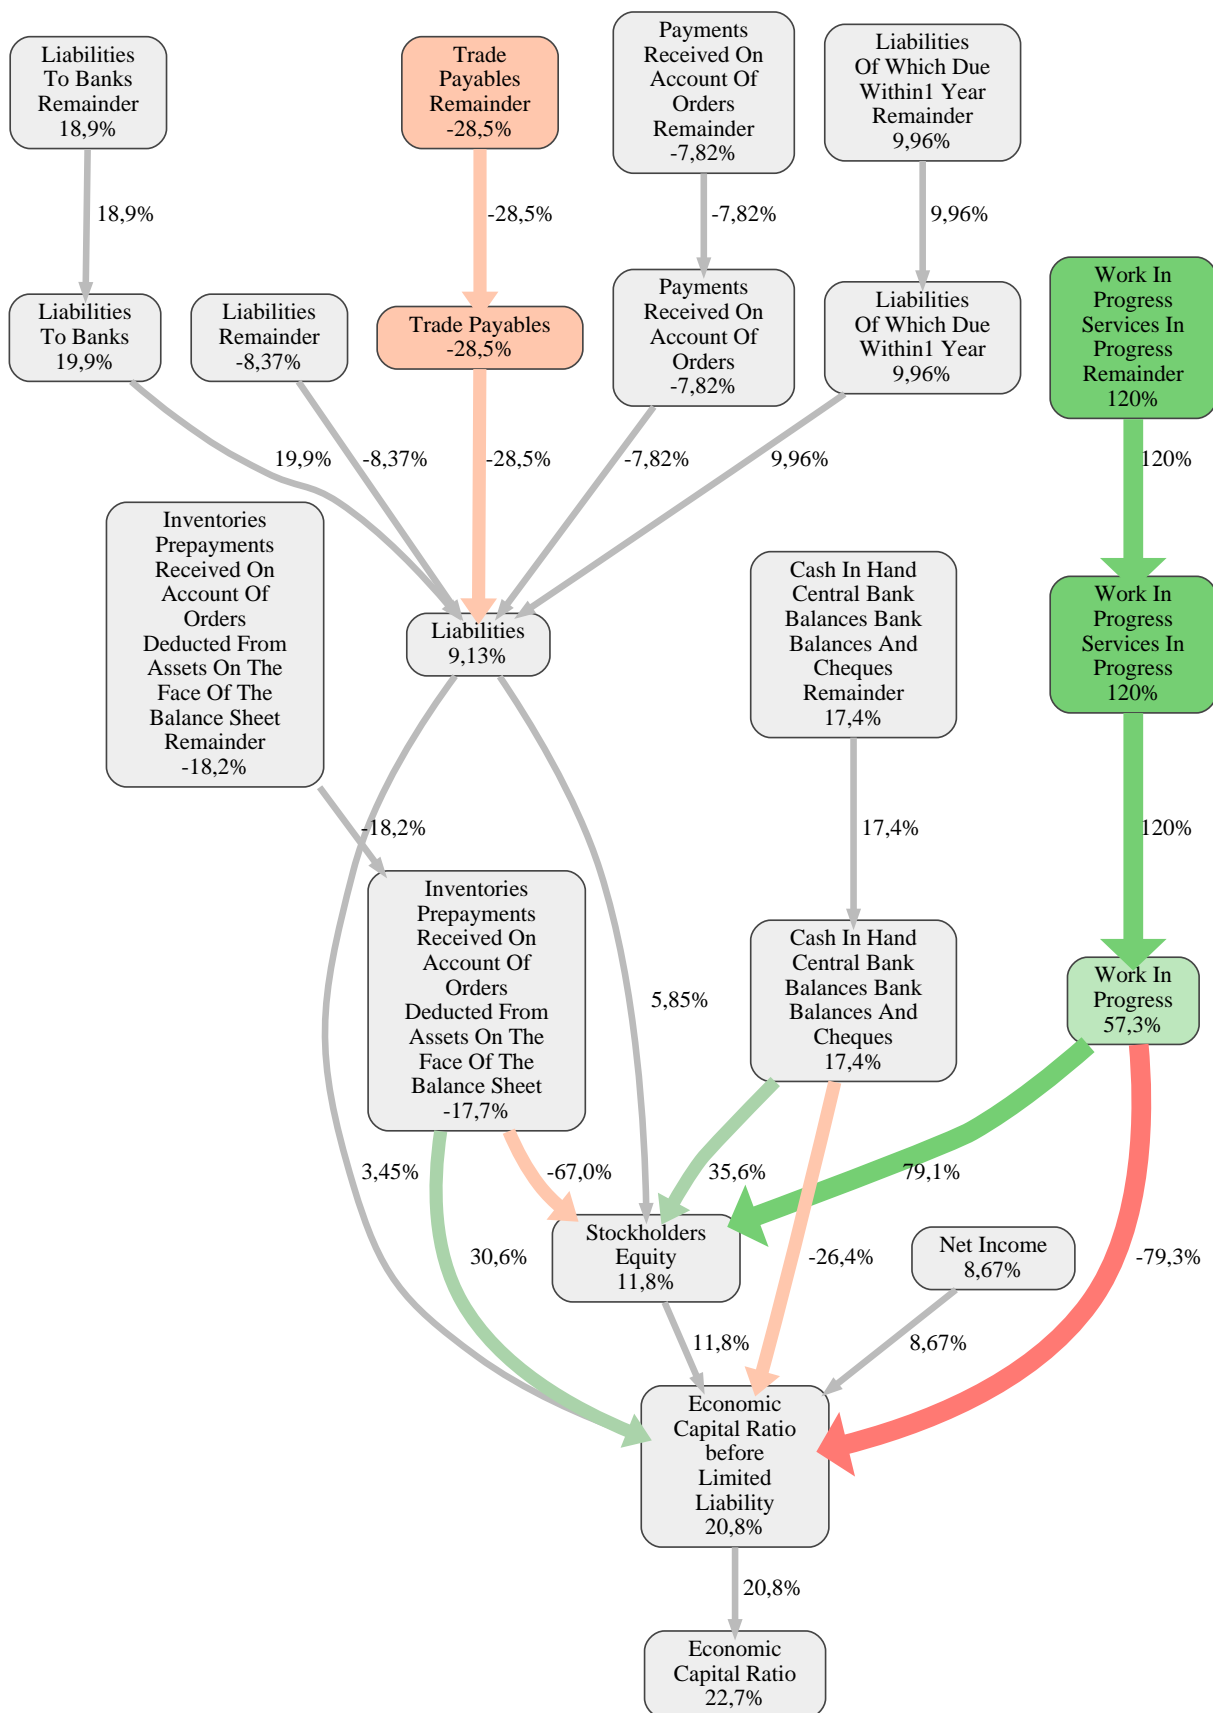 Liabilities
To Banks
Remainder
18,9%
Trade
Payables
Remainder
-28,5%
Payments
Received On
Account Of
Orders
Remainder
-7,82%
Liabilities
Of Which Due
Within1 Year
Remainder
9,96%
18,9%
-28,5%
-7,82%
9,96%
Liabilities
To Banks
19,9%
Liabilities
Remainder
-8,37%
Trade Payables
-28,5%
Payments
Received On
Account Of
Orders
-7,82%
Liabilities
Of Which Due
Within1 Year
9,96%
Work In
Progress
Services In
Progress
Remainder
120%
19,9%
-8,37%
-28,5%
-7,82%
9,96%
120%
Inventories
Prepayments
Received On
Account Of
Orders
Deducted From
Assets On The
Face Of The
Balance Sheet
Remainder
-18,2%
Liabilities
9,13%
Cash In Hand
Central Bank
Balances Bank
Balances And
Cheques
Remainder
17,4%
Work In
Progress
Services In
Progress
120%
-18,2%
17,4%
120%
Inventories
Prepayments
Received On
Account Of
Orders
Deducted From
Assets On The
Face Of The
Balance Sheet
-17,7%
5,85%
Cash In Hand
Central Bank
Balances Bank
Balances And
Cheques
17,4%
Work In
Progress
57,3%
3,45%
-67,0%
35,6%
79,1%
30,6%
Stockholders
Equity
11,8%
-26,4%
Net Income
8,67%
-79,3%
11,8%
8,67%
Economic
Capital Ratio
before
Limited
Liability
20,8%
20,8%
Economic
Capital Ratio
22,7%